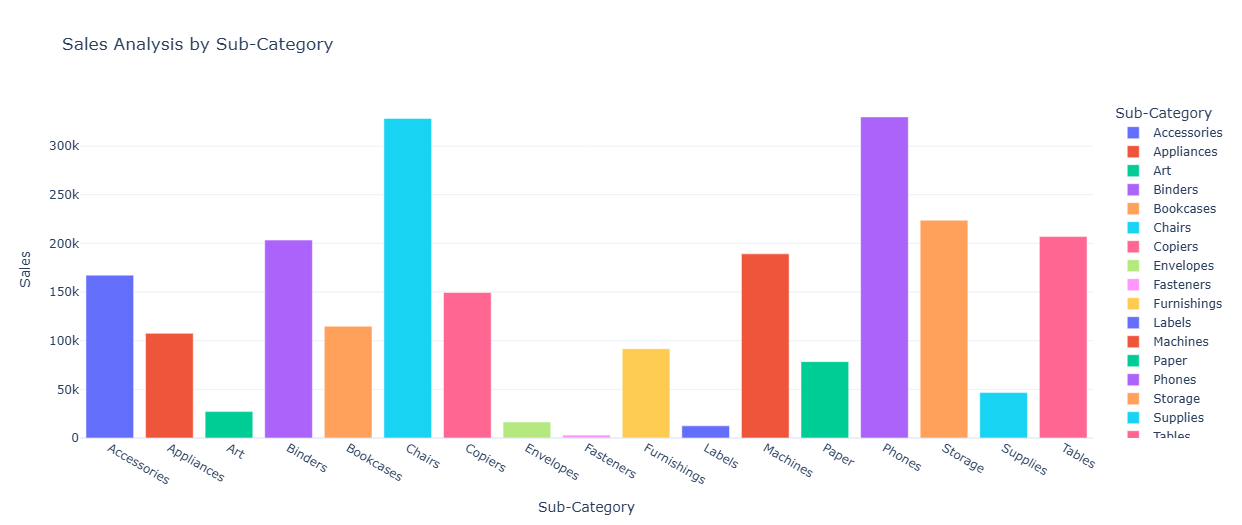 Sales Analysis by Sub-Category
Sub-Category
Accessories
Appliances
Art
Binders
Bookcases
Chairs
Copiers
Envelopes
Fasteners
Furnishings
Labels
Machines
Paper
Phones
Storage
Supplies
Tables
300k
250k
200k
150k
100k
50k
0
Sales
Accessories
Appliances
Art
Binders
Bookcases
Chairs
Copiers
Envelopes
Fasteners
Furnishings
Labels
Machines
Paper
Phones
Storage
Supplies
Tables
Sub-Category